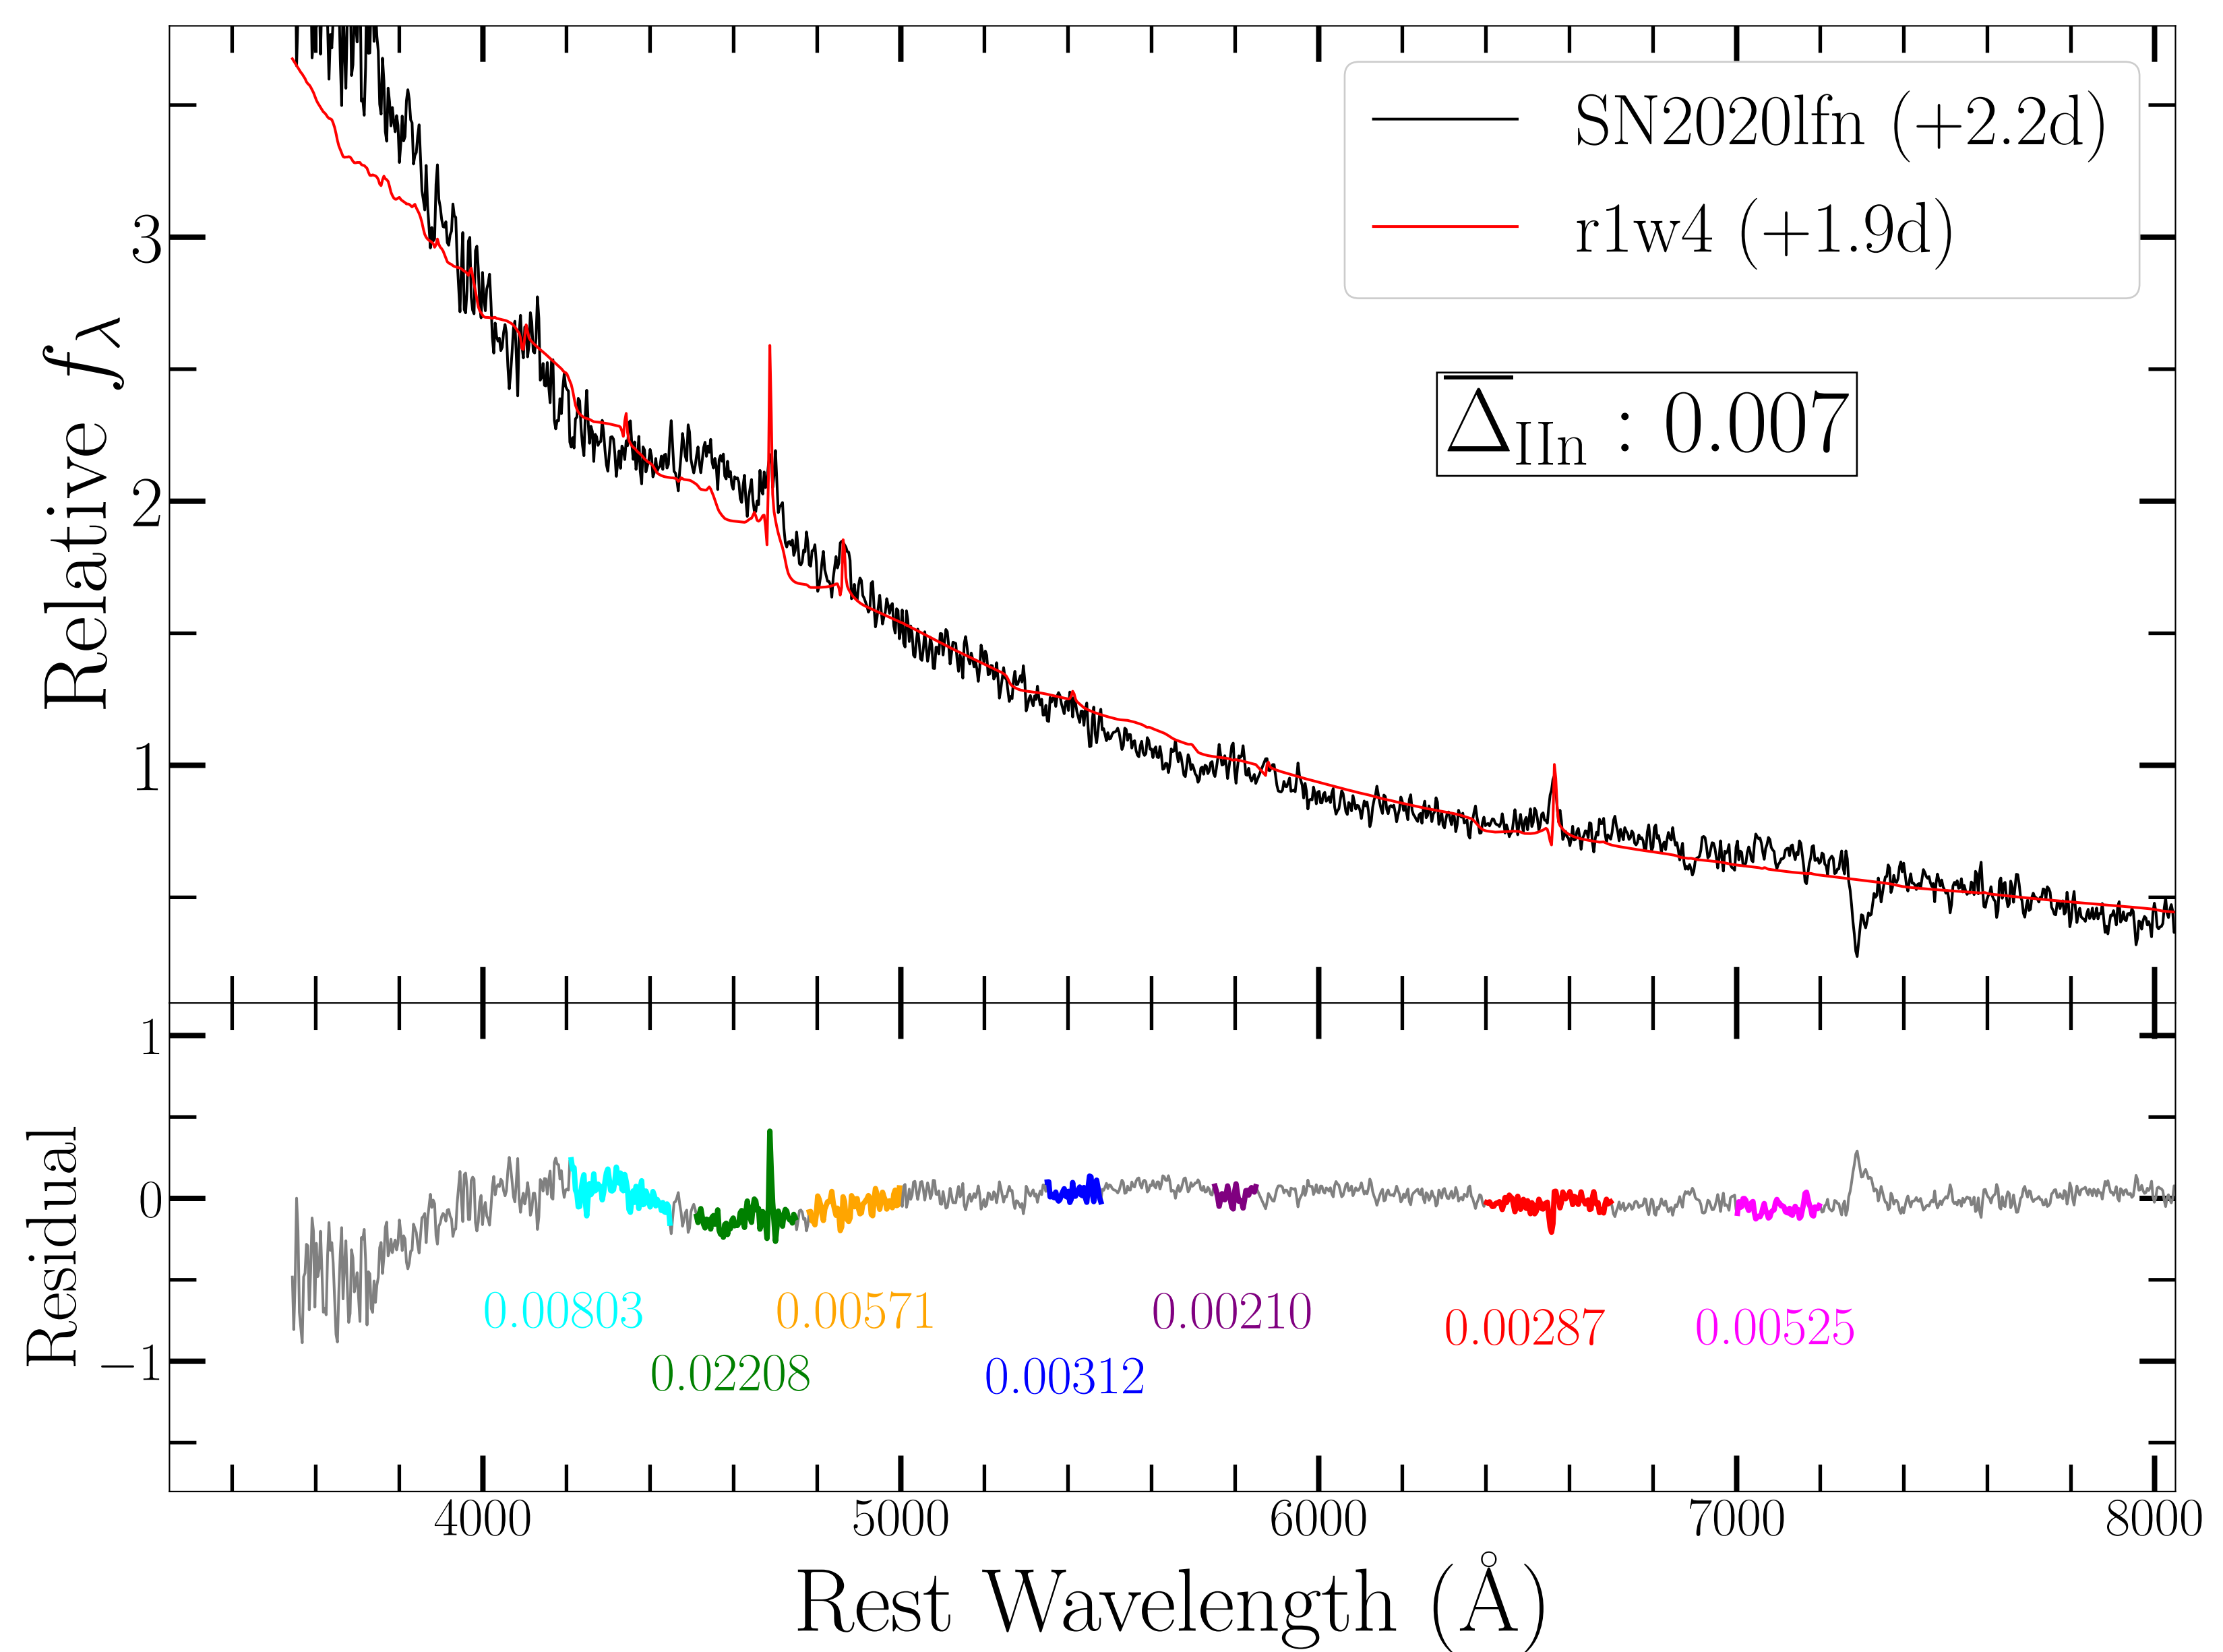 SN2020lfn (+2.2d)
r1w4 (+1.9d)
Δ̅_IIn : 0.007
Relative f_λ
3
2
1
Residual
1
0
−1
0.00803
0.02208
0.00571
0.00312
0.00210
0.00287
0.00525
4000 5000 6000 7000 8000
Rest Wavelength (Å)